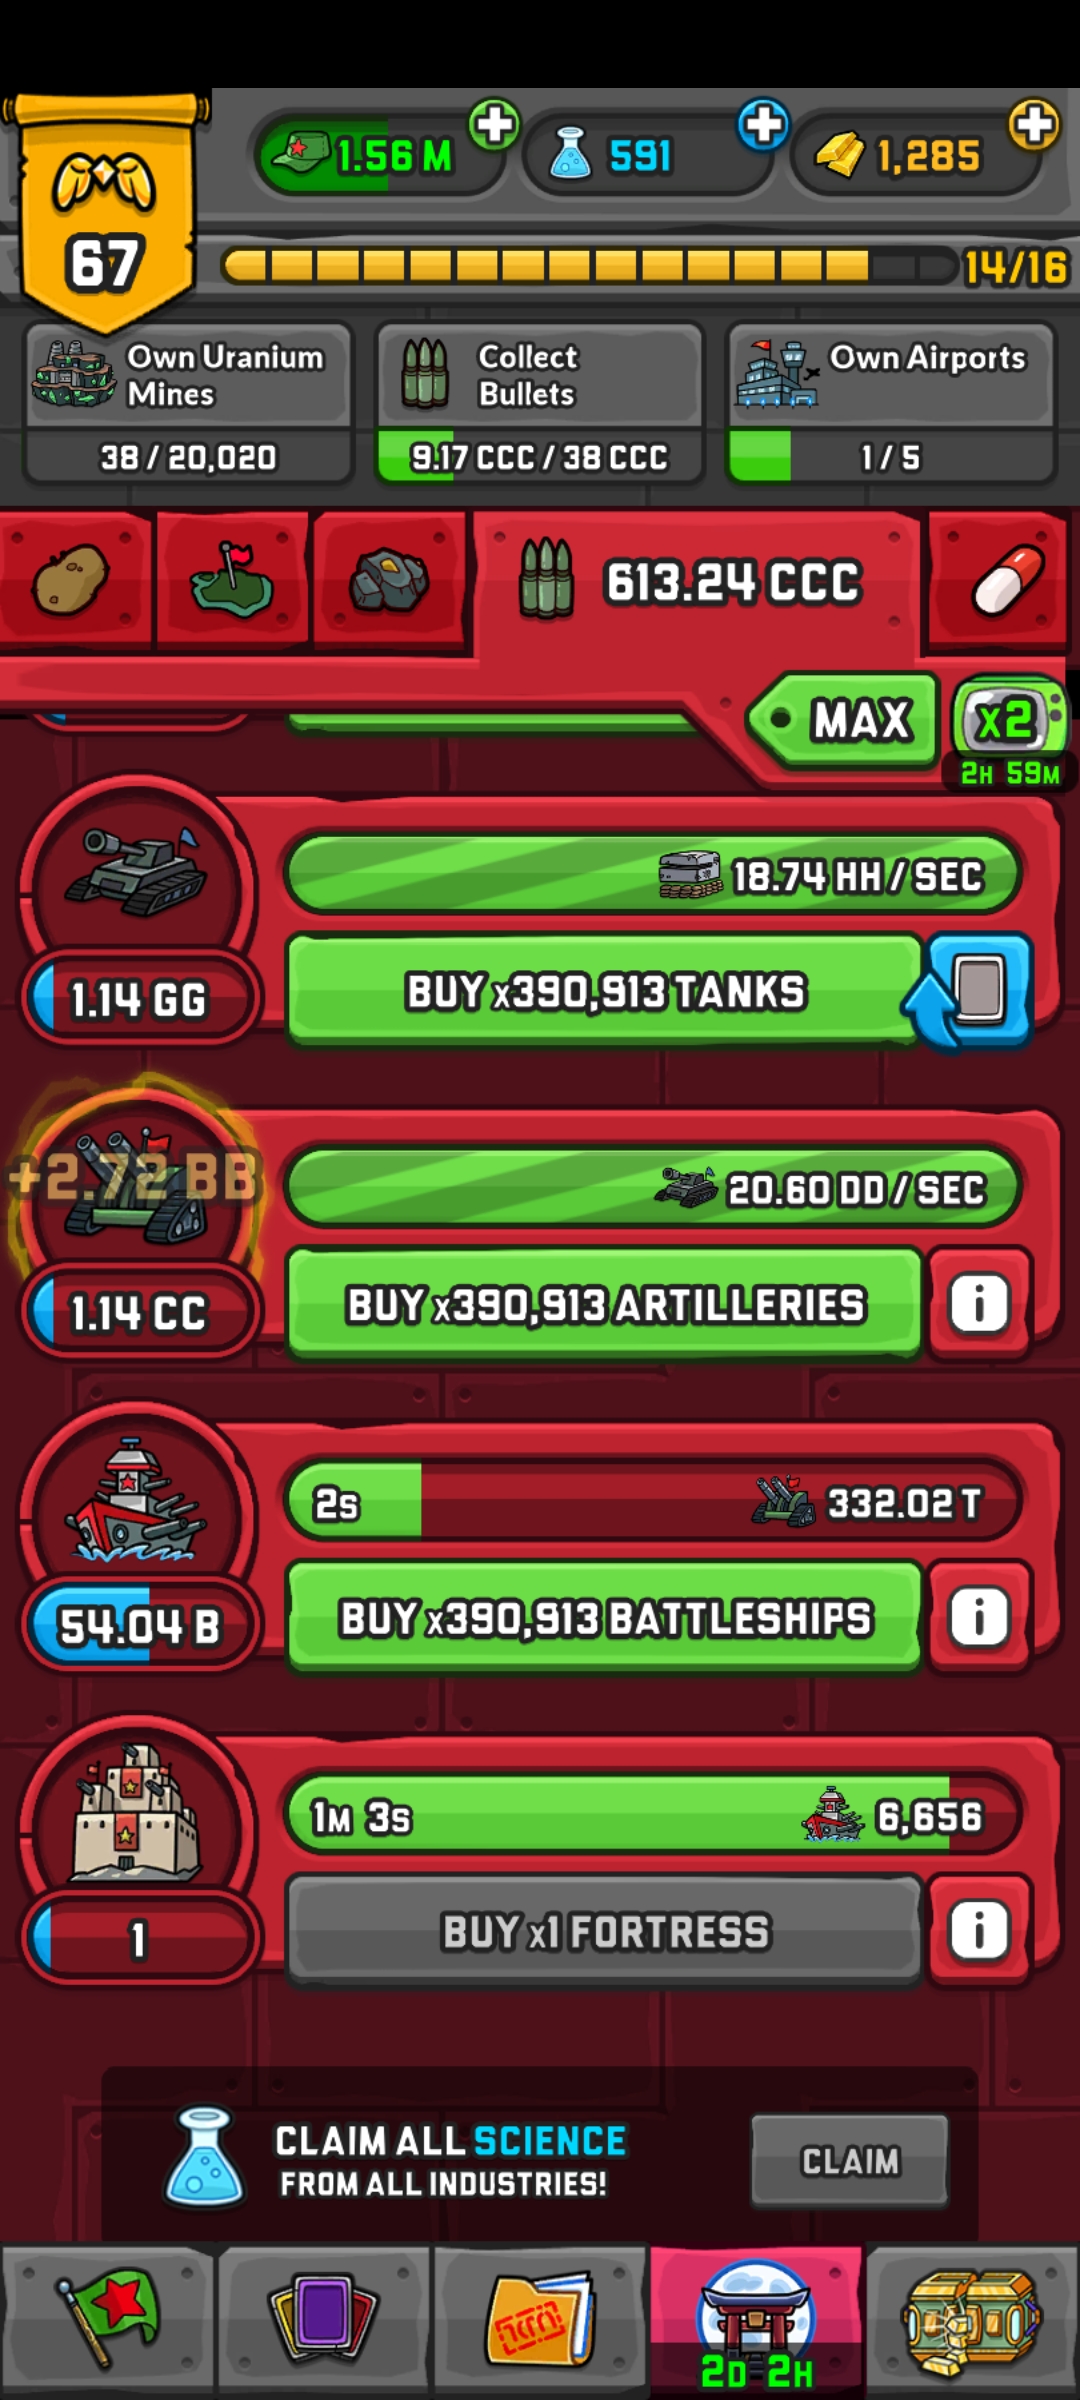 1.56 M
591
1,285
67
14/16
Own Uranium
Mines
38 / 20,020
Collect
Bullets
9.17 CCC / 38 CCC
Own Airports
1 / 5
613.24 CCC
MAX
x2
2H 59M
18.74 HH / SEC
1.14 GG
BUY x390,913 TANKS
+2.72 BB
20.60 DD / SEC
1.14 CC
BUY x390,913 ARTILLERIES
i
2S
332.02 T
54.04 B
BUY x390,913 BATTLESHIPS
i
1M 3S
6,656
1
BUY x1 FORTRESS
i
CLAIM ALL SCIENCE
FROM ALL INDUSTRIES!
CLAIM
2D 2H